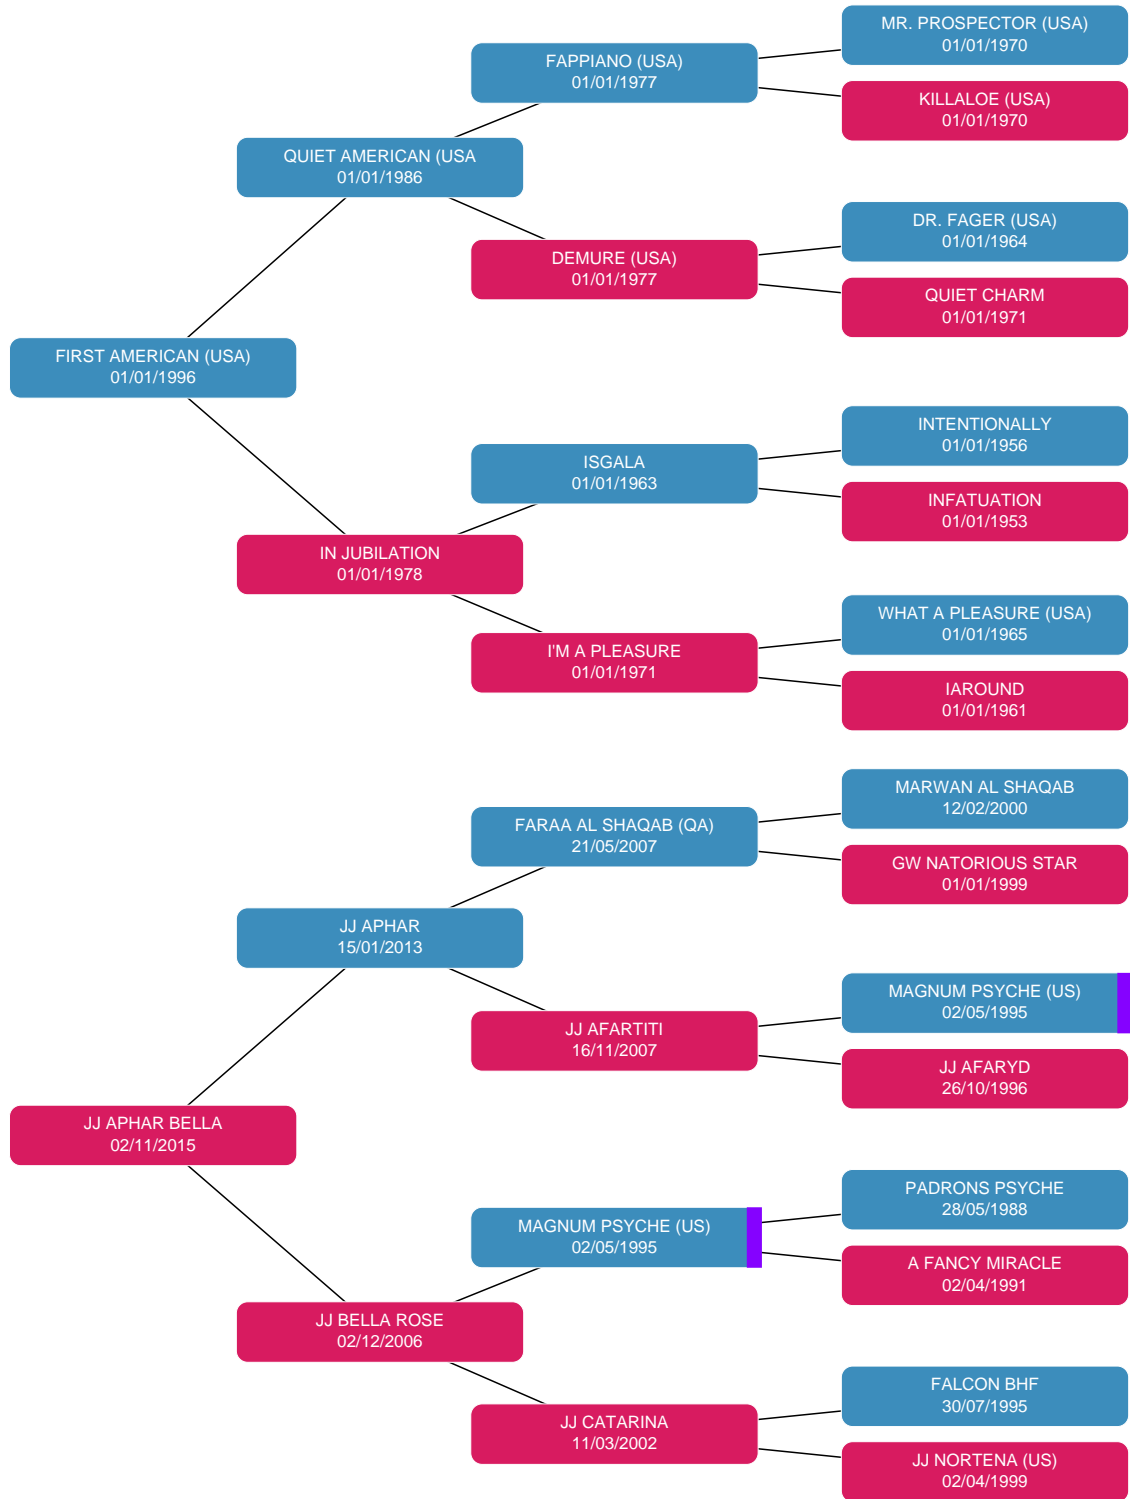 MR. PROSPECTOR (USA)
01/01/1970
FAPPIANO (USA)
01/01/1977
KILLALOE (USA)
01/01/1970
QUIET AMERICAN (USA
01/01/1986
DR. FAGER (USA)
01/01/1964
DEMURE (USA)
01/01/1977
QUIET CHARM
01/01/1971
FIRST AMERICAN (USA)
01/01/1996
INTENTIONALLY
01/01/1956
ISGALA
01/01/1963
INFATUATION
01/01/1953
IN JUBILATION
01/01/1978
WHAT A PLEASURE (USA)
01/01/1965
I'M A PLEASURE
01/01/1971
IAROUND
01/01/1961
MARWAN AL SHAQAB
12/02/2000
FARAA AL SHAQAB (QA)
21/05/2007
GW NATORIOUS STAR
01/01/1999
JJ APHAR
15/01/2013
MAGNUM PSYCHE (US)
02/05/1995
JJ AFARTITI
16/11/2007
JJ AFARYD
26/10/1996
JJ APHAR BELLA
02/11/2015
PADRONS PSYCHE
28/05/1988
MAGNUM PSYCHE (US)
02/05/1995
A FANCY MIRACLE
02/04/1991
JJ BELLA ROSE
02/12/2006
FALCON BHF
30/07/1995
JJ CATARINA
11/03/2002
JJ NORTENA (US)
02/04/1999